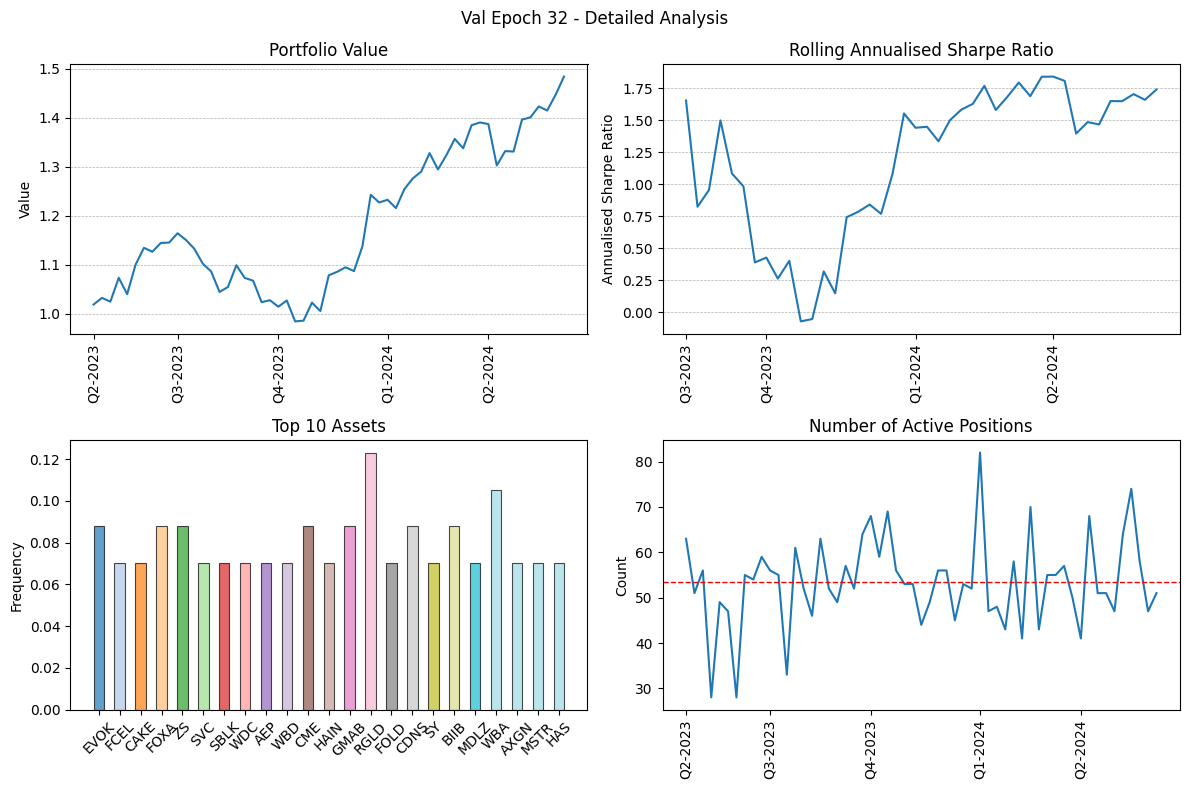 Val Epoch 32 - Detailed Analysis
Portfolio Value
Value
1.5
1.4
1.3
1.2
1.1
1.0
Q2-2023
Q3-2023
Q4-2023
Q1-2024
Q2-2024
Rolling Annualised Sharpe Ratio
Annualised Sharpe Ratio
1.75
1.50
1.25
1.00
0.75
0.50
0.25
0.00
Q3-2023
Q4-2023
Q1-2024
Q2-2024
Top 10 Assets
Frequency
0.12
0.10
0.08
0.06
0.04
0.02
0.00
EVOK
FCEL
CAKE
FOXA
ZS
SVC
SBLK
WDC
AEP
WBD
CME
HAIN
GMAB
RGLD
FOLD
CDNS
SY
BIIB
MDLZ
WBA
AXGN
MSTR
HAS
Number of Active Positions
Count
80
70
60
50
40
30
Q2-2023
Q3-2023
Q4-2023
Q1-2024
Q2-2024